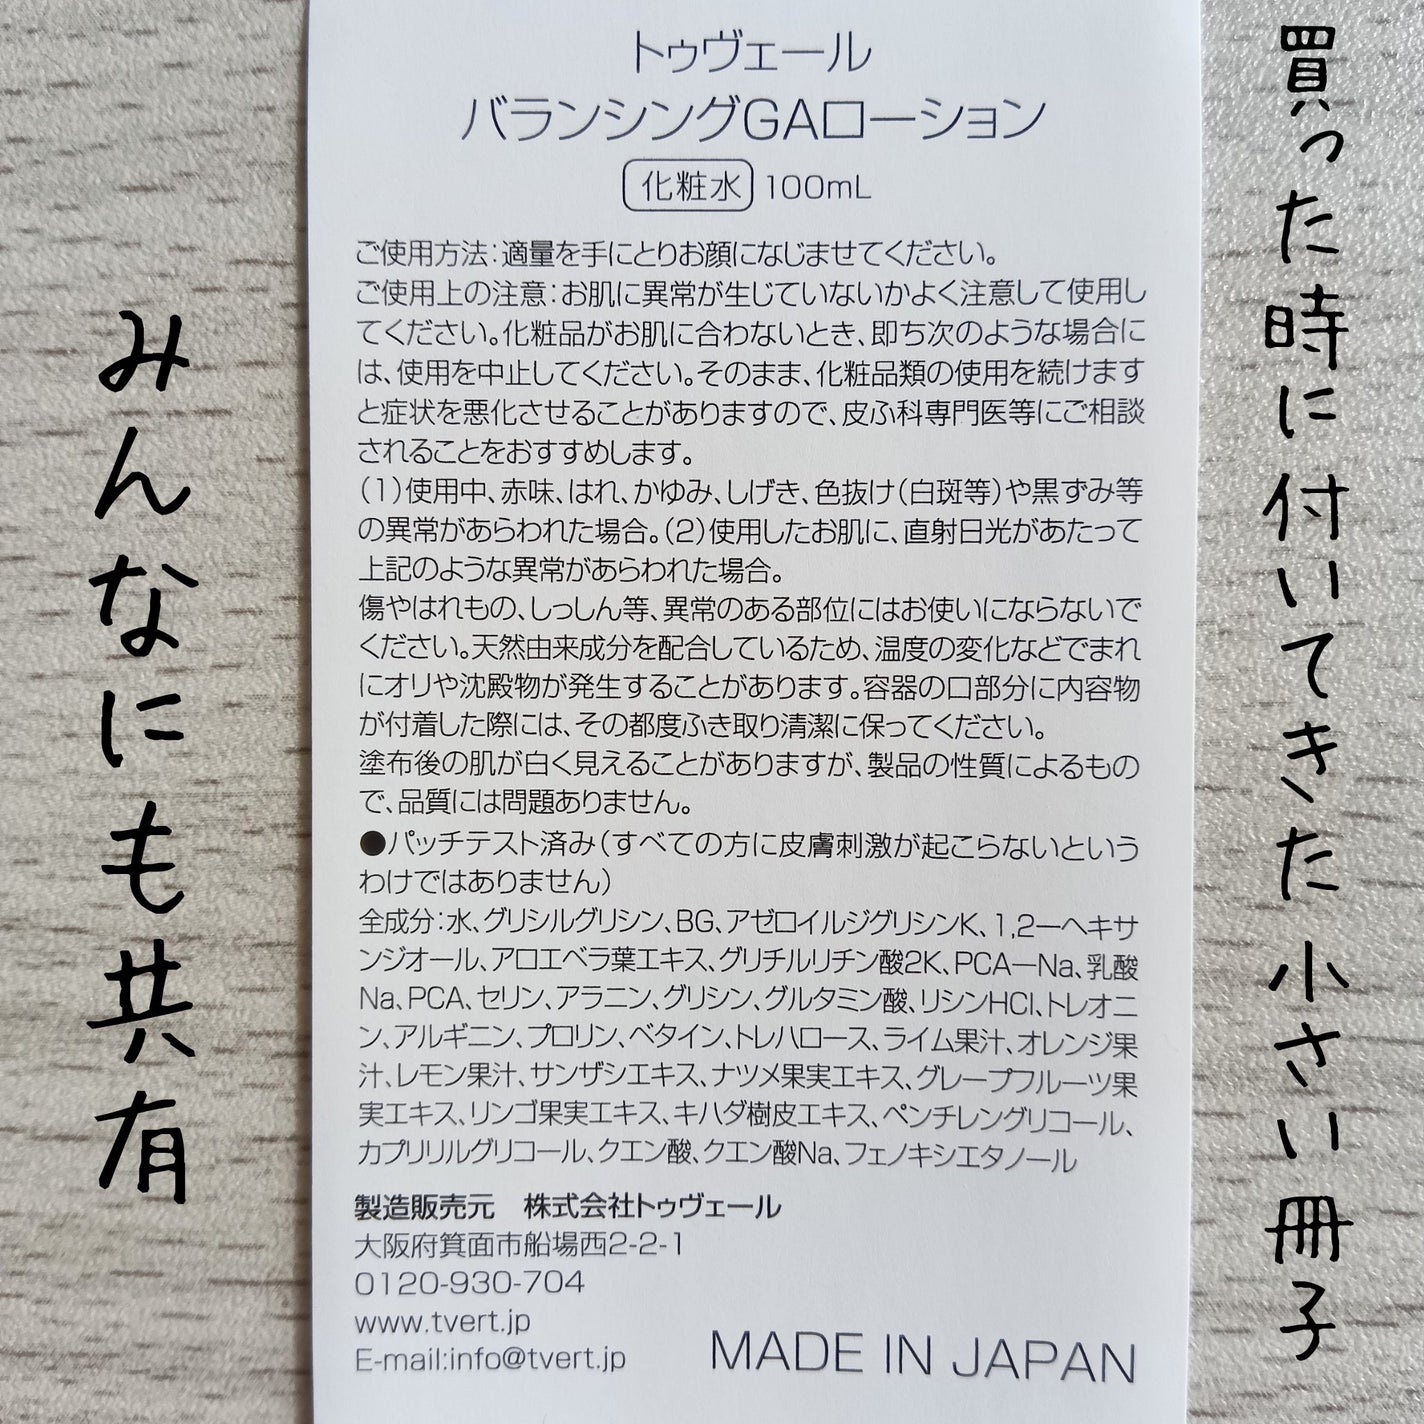 買った時に付いてきた小さい冊子
みんなにも共有
トゥヴェール
バランシングGAローション
化粧水 100mL
ご使用方法:適量を手にとりお顔になじませてください。
ご使用上の注意:お肌に異常が生じていないかよく注意して使用し
てください。化粧品がお肌に合わないとき、即ち次のような場合に
は、使用を中止してください。そのまま、化粧品類の使用を続けます
と症状を悪化させることがありますので、皮ふ科専門医等にご相談
されることをおすすめします。
(1)使用中、赤味、はれ、かゆみ、しげき、色抜け(白斑等)や黒ずみ等
の異常があらわれた場合。(2)使用したお肌に、直射日光があたって
上記のような異常があらわれた場合。
傷やはれもの、しっしん等、異常のある部位にはお使いにならないで
ください。天然由来成分を配合しているため、温度の変化などでまれ
にオリや沈殿物が発生することがあります。容器の口部分に内容物
が付着した際には、その都度ふき取り清潔に保ってください。
塗布後の肌が白く見えることがありますが、製品の性質によるもの
で、品質には問題ありません。
●パッチテスト済み(すべての方に皮膚刺激が起こらないという
わけではありません)
全成分:水、グリシルグリシン、BG、アゼロイルジグリシンK、1,2ーヘキサ
ンジオール、アロエベラ葉エキス、グリチルリチン酸2K、PCAーNa、乳酸
Na、PCA、セリン、アラニン、グリシン、グルタミン酸、リシンHCl、トレオニ
ン、アルギニン、プロリン、ベタイン、トレハロース、ライム果汁、オレンジ果
汁、レモン果汁、サンザシエキス、ナツメ果実エキス、グレープフルーツ果
実エキス、リンゴ果実エキス、キハダ樹皮エキス、ペンチレングリコール、
カプリリルグリコール、クエン酸、クエン酸Na、フェノキシエタノール
製造販売元　株式会社トゥヴェール
大阪府箕面市船場西2-2-1
0120-930-704
www.tvert.jp
E-mail:info@tvert.jp
MADE IN JAPAN